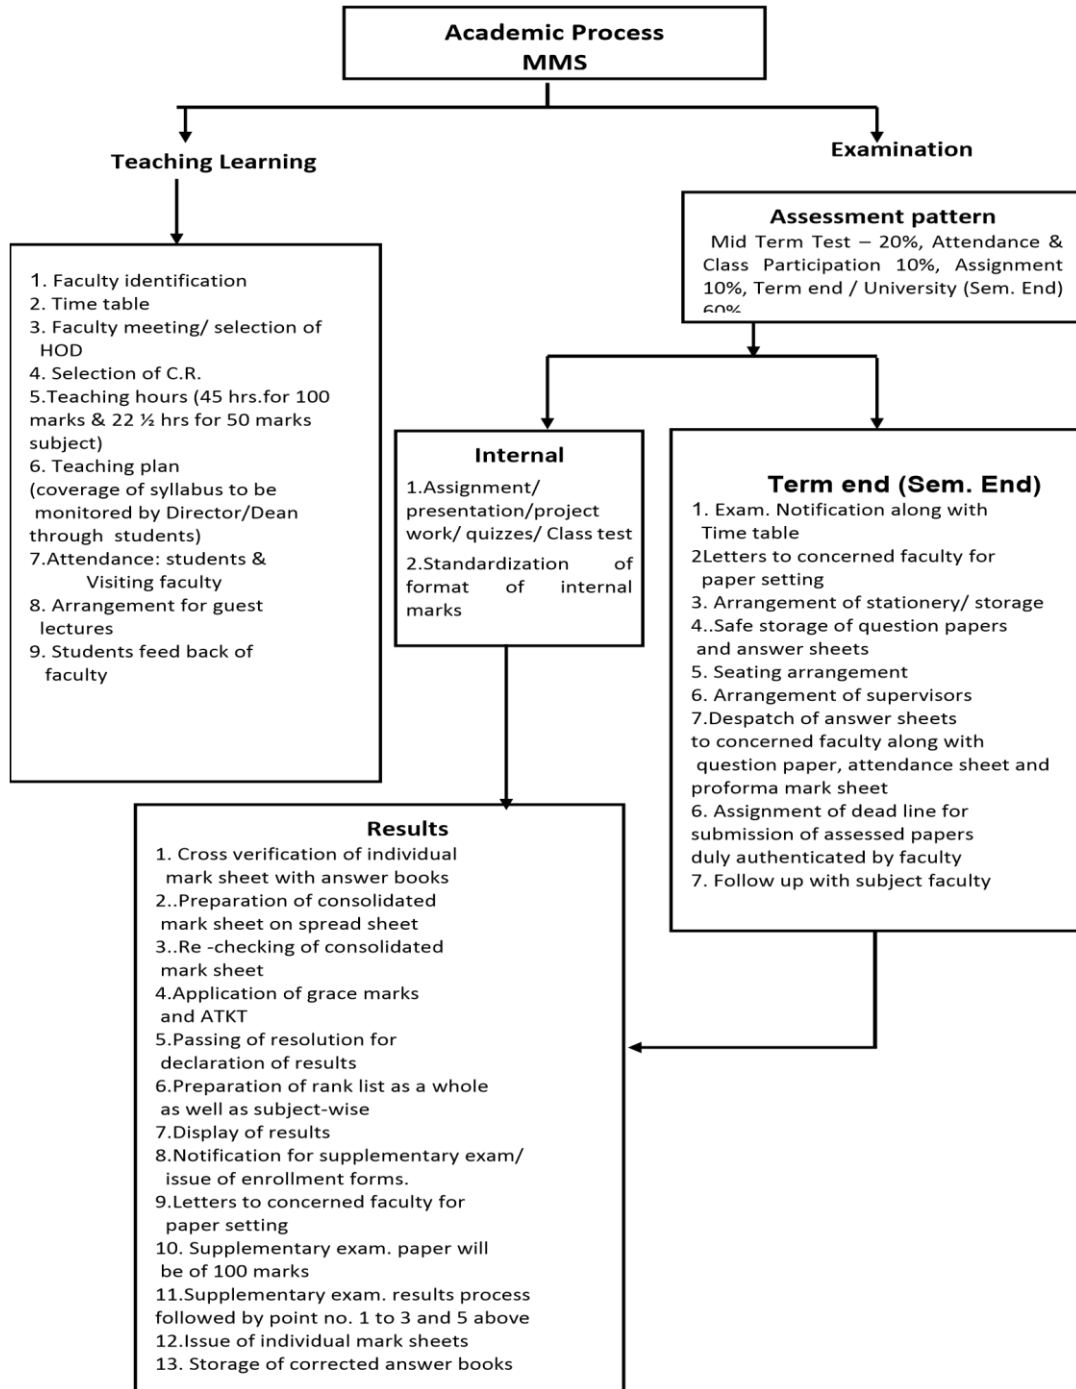 Academic Process
MMS
Teaching Learning
1. Faculty identification
2. Time table
3. Faculty meeting/ selection of
HOD
4. Selection of C.R.
5.Teaching hours (45 hrs.for 100
marks & 22 ½ hrs for 50 marks
subject)
6. Teaching plan
(coverage of syllabus to be
monitored by Director/Dean
through students)
7.Attendance: students &
Visiting faculty
8. Arrangement for guest
lectures
9. Students feed back of
faculty
Examination
Assessment pattern
Mid Term Test – 20%, Attendance &
Class Participation 10%, Assignment
10%, Term end / University (Sem. End)
60%
Internal
1.Assignment/
presentation/project
work/ quizzes/ Class test
2.Standardization of
format of internal
marks
Term end (Sem. End)
1. Exam. Notification along with
Time table
2Letters to concerned faculty for
paper setting
3. Arrangement of stationery/ storage
4..Safe storage of question papers
and answer sheets
5. Seating arrangement
6. Arrangement of supervisors
7.Despatch of answer sheets
to concerned faculty along with
question paper, attendance sheet and
proforma mark sheet
6. Assignment of dead line for
submission of assessed papers
duly authenticated by faculty
7. Follow up with subject faculty
Results
1. Cross verification of individual
mark sheet with answer books
2..Preparation of consolidated
mark sheet on spread sheet
3..Re -checking of consolidated
mark sheet
4.Application of grace marks
and ATKT
5.Passing of resolution for
declaration of results
6.Preparation of rank list as a whole
as well as subject-wise
7.Display of results
8.Notification for supplementary exam/
issue of enrollment forms.
9.Letters to concerned faculty for
paper setting
10. Supplementary exam. paper will
be of 100 marks
11.Supplementary exam. results process
followed by point no. 1 to 3 and 5 above
12.Issue of individual mark sheets
13. Storage of corrected answer books